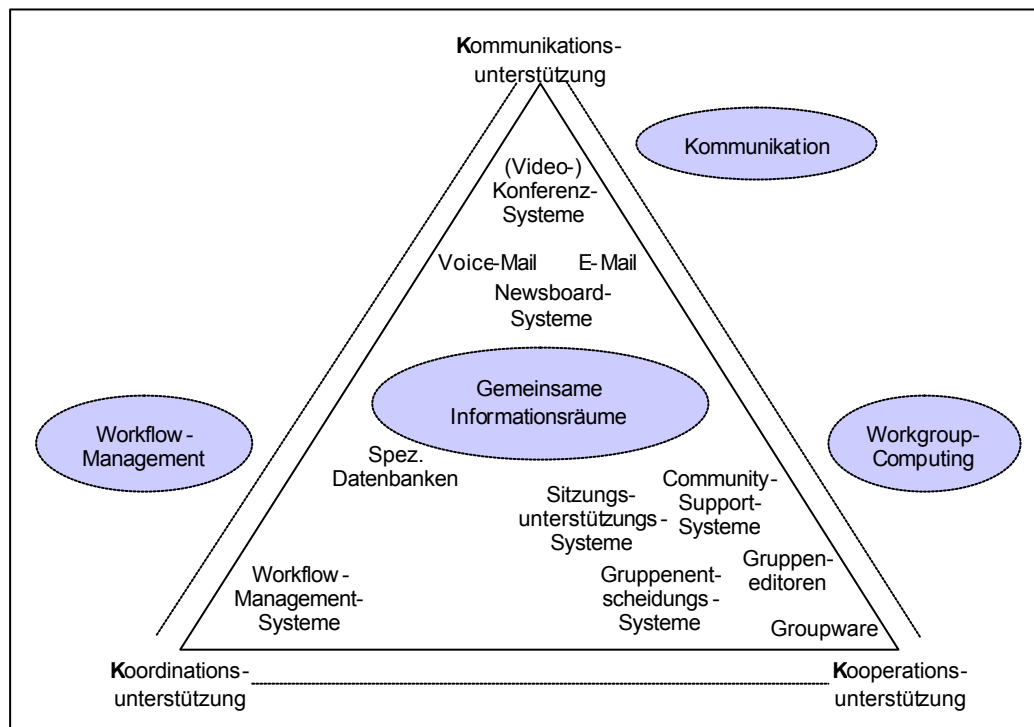 Kommunikations-
unterstützung
Kommunikation
(Video-)
Konferenz-
Systeme
Voice-Mail
E-Mail
Newsboard-
Systeme
Gemeinsame
Informationsräume
Workflow-
Management
Workgroup-
Computing
Spez.
Datenbanken
Sitzungs-
unterstützungs-
Systeme
Community-
Support-
Systeme
Gruppen-
editoren
Workflow-
Management-
Systeme
Gruppenent-
scheidungs-
Systeme
Groupware
Koordinations-
unterstützung
Kooperations-
unterstützung